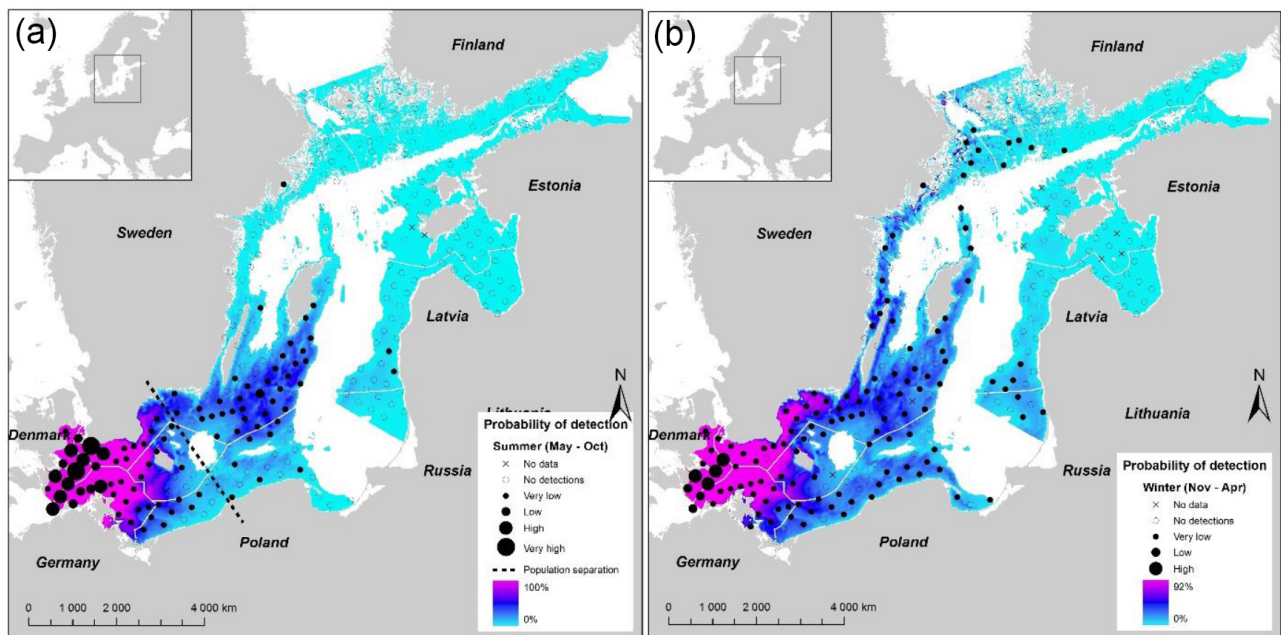 (a)
Finland
Estonia
Sweden
Latvia
N
Lithuania
Denmark
Russia
Poland
Germany
Probability of detection
Summer (May - Oct)
No data
No detections
Very low
Low
High
Very high
Population separation
100%
0%
0 1 000 2 000 4 000 km
(b)
Finland
Estonia
Sweden
Latvia
N
Lithuania
Denmark
Russia
Poland
Germany
Probability of detection
Winter (Nov - Apr)
No data
No detections
Very low
Low
High
92%
0%
0 1 000 2 000 4 000 km